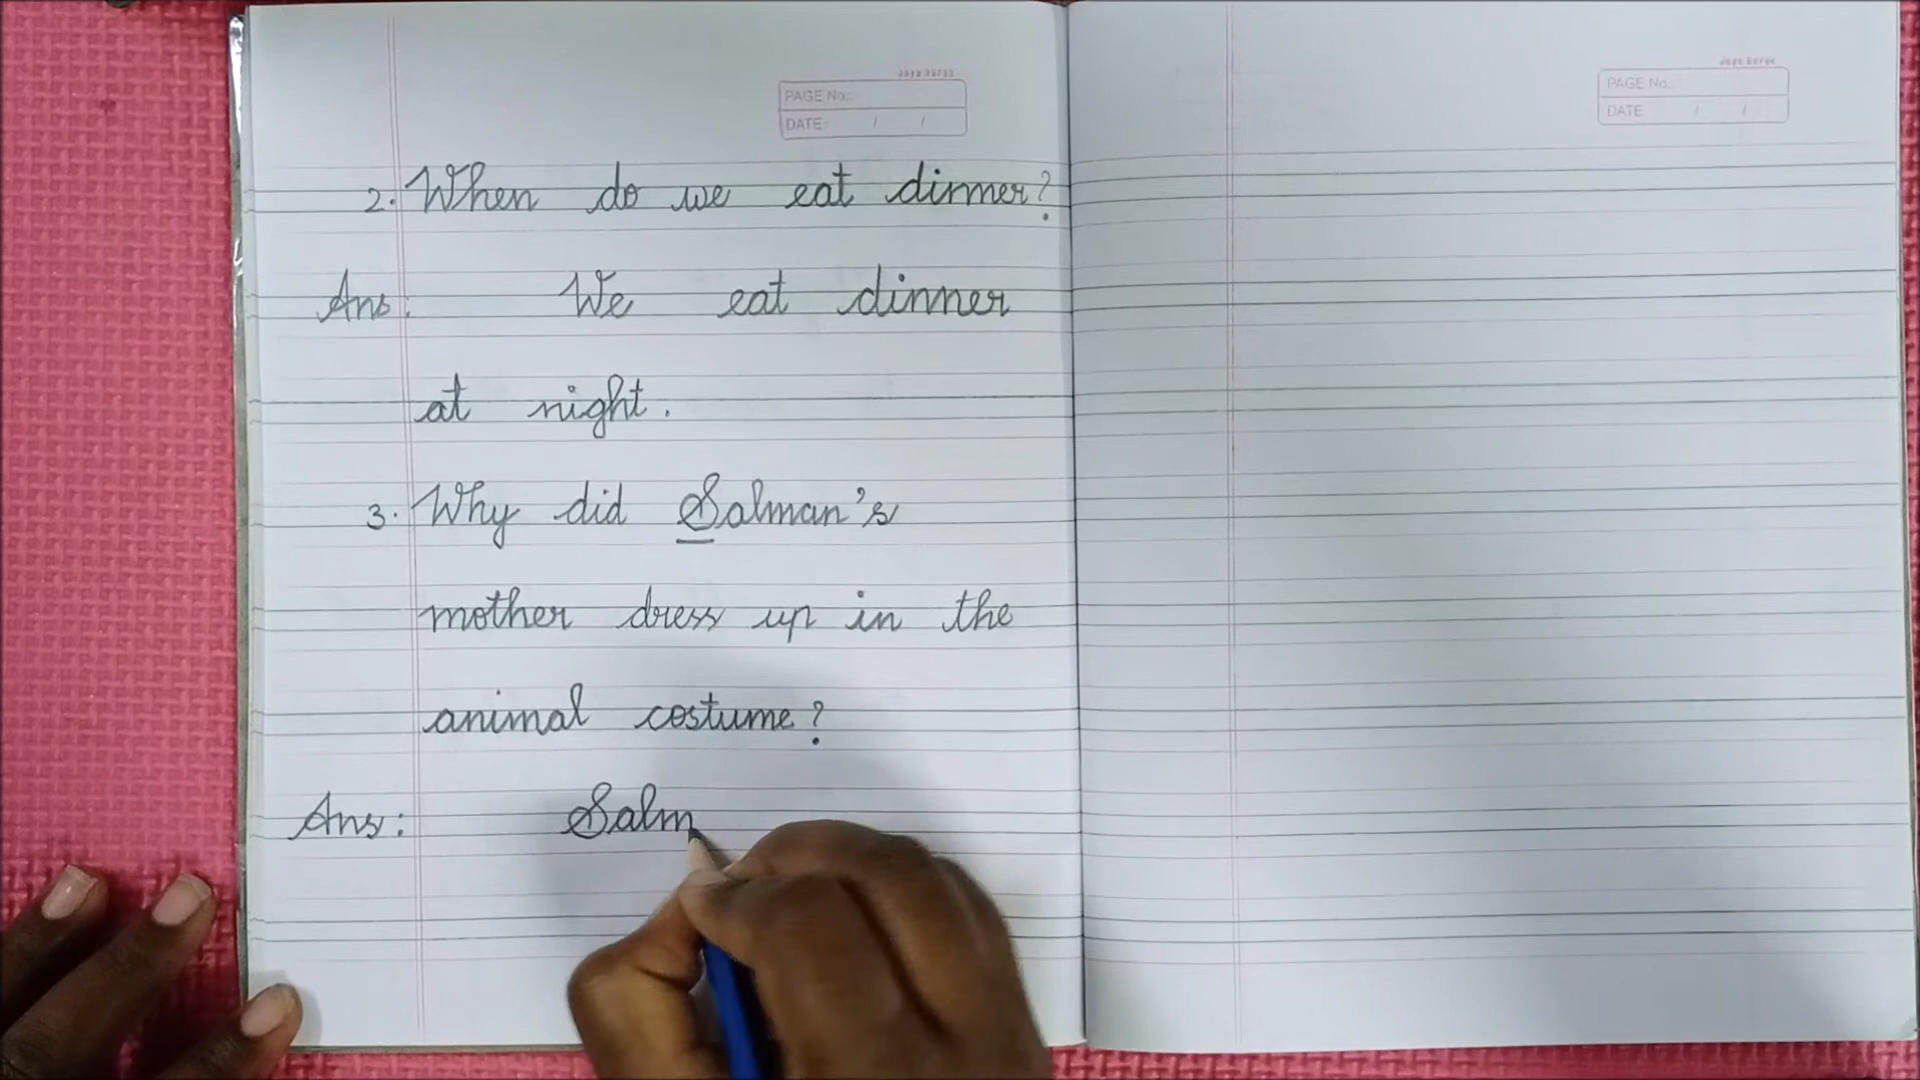 PAGE No.:
DATE: / /
2. When do we eat dinner?
Ans: We eat dinner
at night.
3. Why did Salman's
mother dress up in the
animal costume?
Ans: Salm
PAGE No.:
DATE: / /